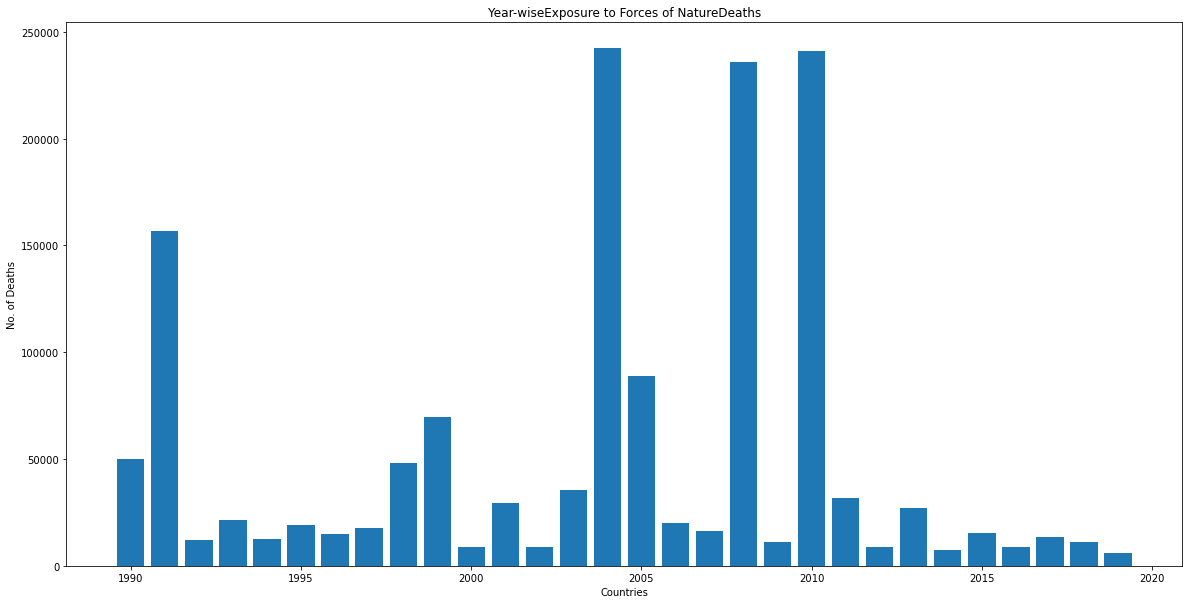 Year-wiseExposure to Forces of NatureDeaths
250000
200000
150000
100000
50000
0
No. of Deaths
1990 1995 2000 2005 2010 2015 2020
Countries